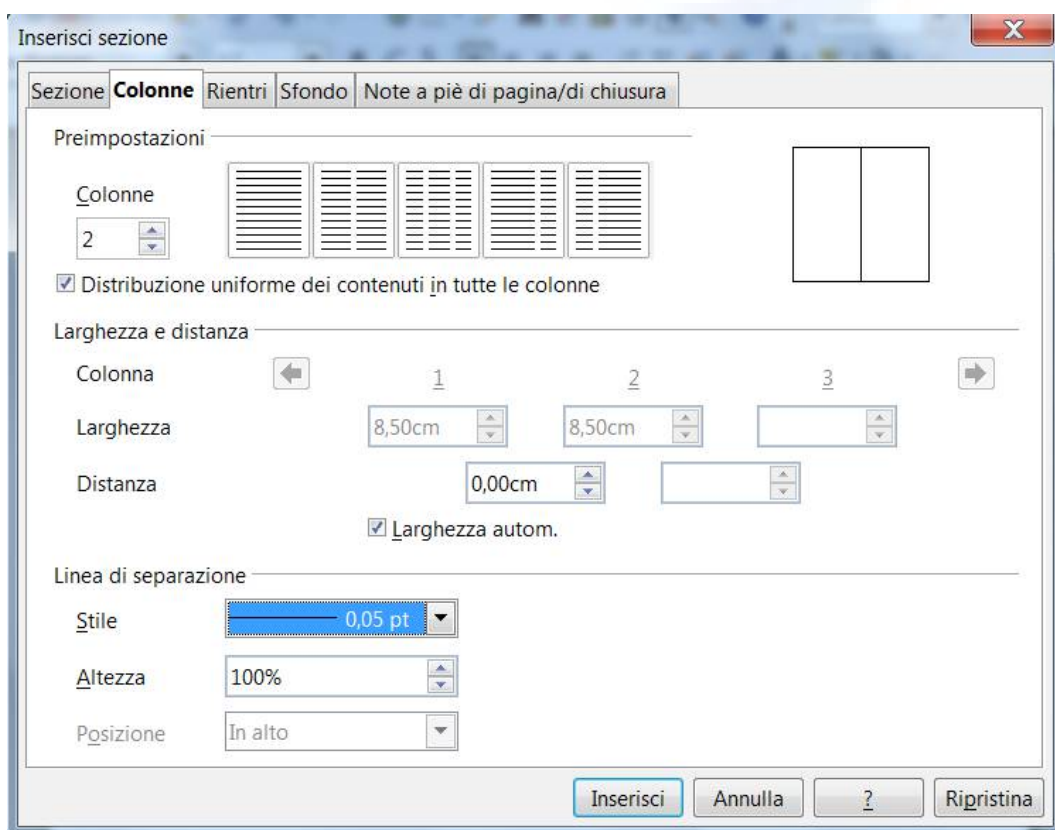 Inserisci sezione
Sezione Colonne Rientri Sfondo Note a piè di pagina/di chiusura
Preimpostazioni
Colonne
2
Distribuzione uniforme dei contenuti in tutte le colonne
Larghezza e distanza
Colonna 1 2 3
Larghezza 8,50cm 8,50cm
Distanza 0,00cm
Larghezza autom.
Linea di separazione
Stile 0,05 pt
Altezza 100%
Posizione In alto
Inserisci Annulla ? Ripristina